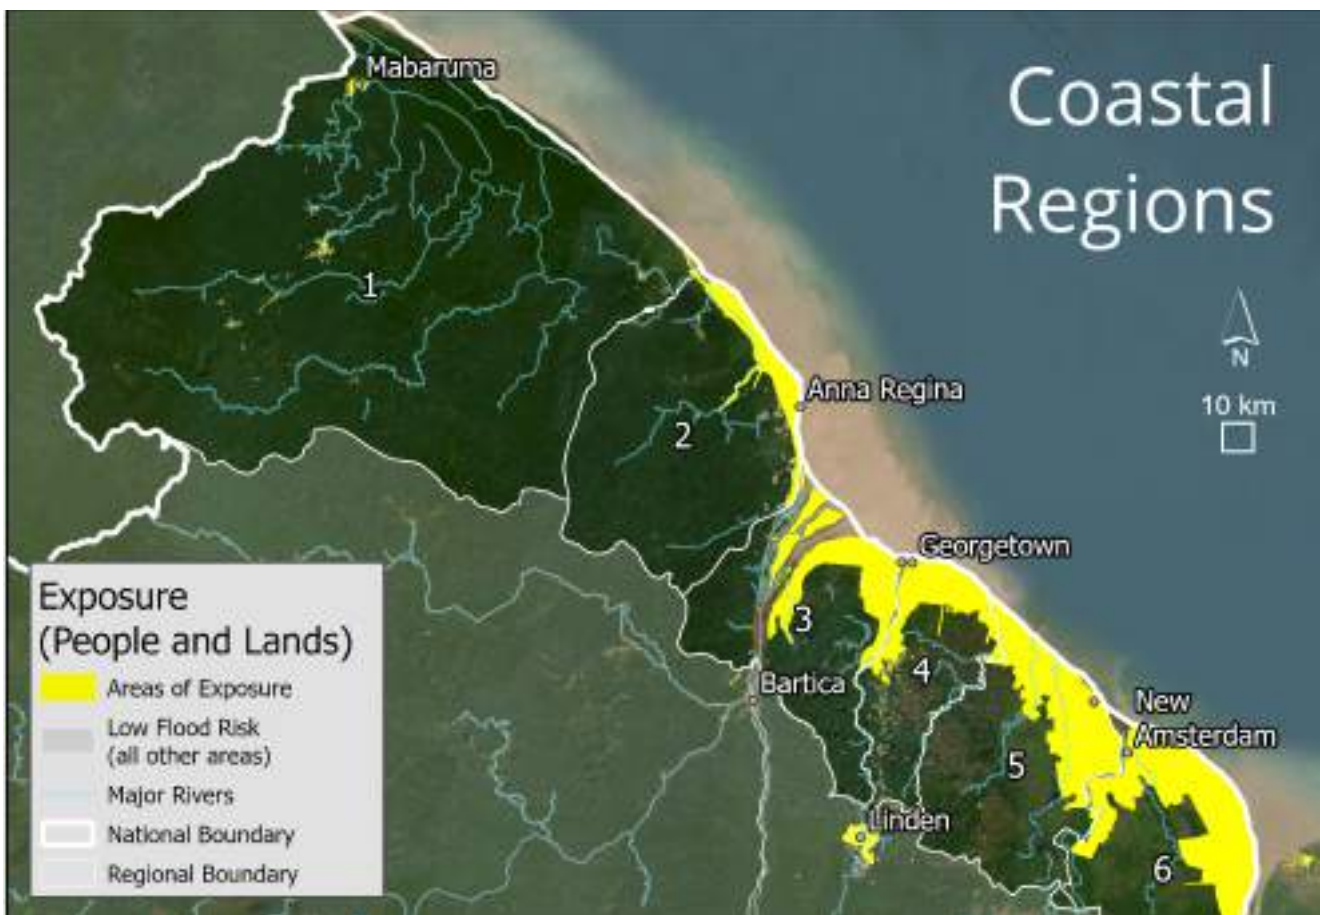 Coastal
Regions
Mabaruma
N
10 km
1
Anna Regina
2
Georgetown
3
4
Bartica
New
Amsterdam
5
Linden
6
Exposure
(People and Lands)
Areas of Exposure
Low Flood Risk
(all other areas)
Major Rivers
National Boundary
Regional Boundary